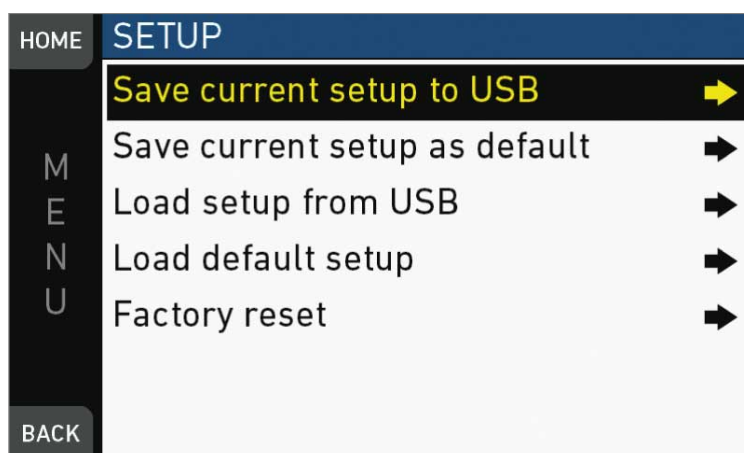 HOME
SETUP
Save current setup to USB
Save current setup as default
Load setup from USB
Load default setup
Factory reset
MENU
BACK